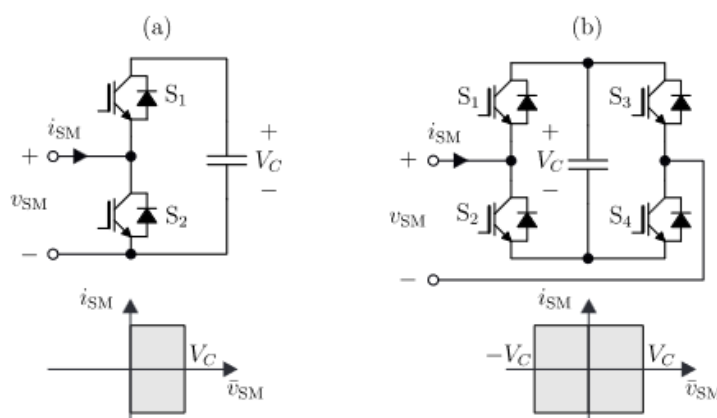 (a)
S1
iSM
+
+
VC
−
vSM
S2
−
iSM
VC
v̄SM
(b)
S1
S3
iSM
+
+
VC
−
vSM
S2
S4
−
iSM
−VC
VC
v̄SM